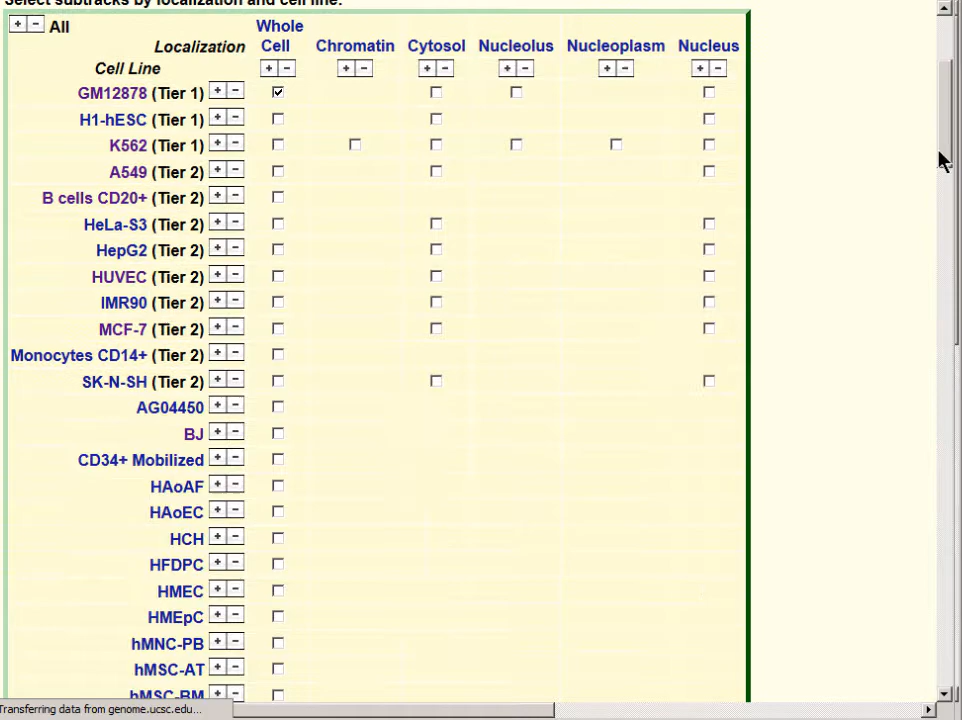 Select subtracks by localization and cell line:
+ - All
Localization
Whole
Cell Chromatin Cytosol Nucleolus Nucleoplasm Nucleus
Cell Line + - + - + - + - + - + -
GM12878 (Tier 1) + -
H1-hESC (Tier 1) + -
K562 (Tier 1) + -
A549 (Tier 2) + -
B cells CD20+ (Tier 2) + -
HeLa-S3 (Tier 2) + -
HepG2 (Tier 2) + -
HUVEC (Tier 2) + -
IMR90 (Tier 2) + -
MCF-7 (Tier 2) + -
Monocytes CD14+ (Tier 2) + -
SK-N-SH (Tier 2) + -
AG04450 + -
BJ + -
CD34+ Mobilized + -
HAoAF + -
HAoEC + -
HCH + -
HFDPC + -
HMEC + -
HMEpC + -
hMNC-PB + -
hMSC-AT + -
hMSC-BM + -
Transferring data from genome.ucsc.edu...